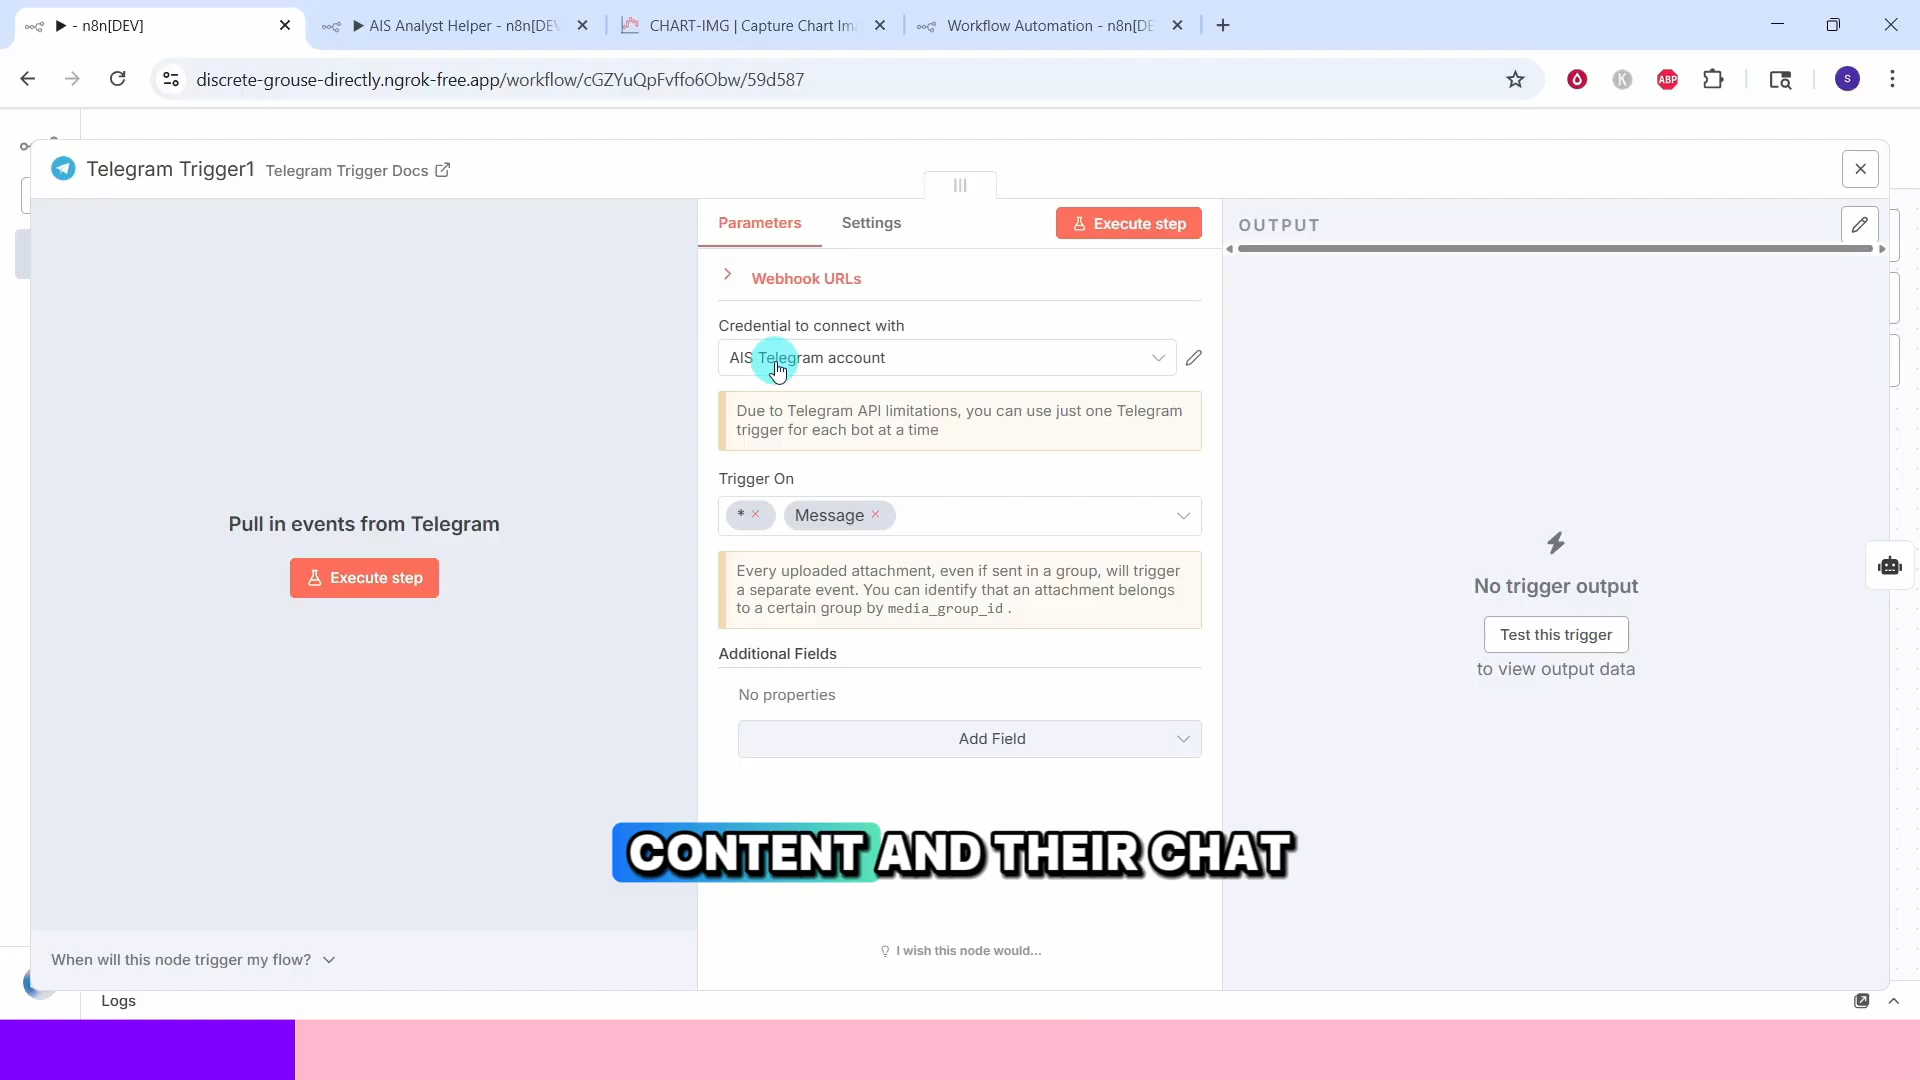 ▶ - n8n[DEV]
▶ AIS Analyst Helper - n8n[DEV
CHART-IMG | Capture Chart Im
Workflow Automation - n8n[DE
discrete-grouse-directly.ngrok-free.app/workflow/cGZYuQpFvffo6Obw/59d587
K
ABP
S
Telegram Trigger1
Telegram Trigger Docs
Parameters
Settings
Execute step
OUTPUT
Webhook URLs
Credential to connect with
AIS Telegram account
Due to Telegram API limitations, you can use just one Telegram
trigger for each bot at a time
Trigger On
*
Message
Pull in events from Telegram
Execute step
Every uploaded attachment, even if sent in a group, will trigger
a separate event. You can identify that an attachment belongs
to a certain group by media_group_id .
No trigger output
Test this trigger
to view output data
Additional Fields
No properties
Add Field
CONTENT AND THEIR CHAT
I wish this node would...
When will this node trigger my flow?
Logs